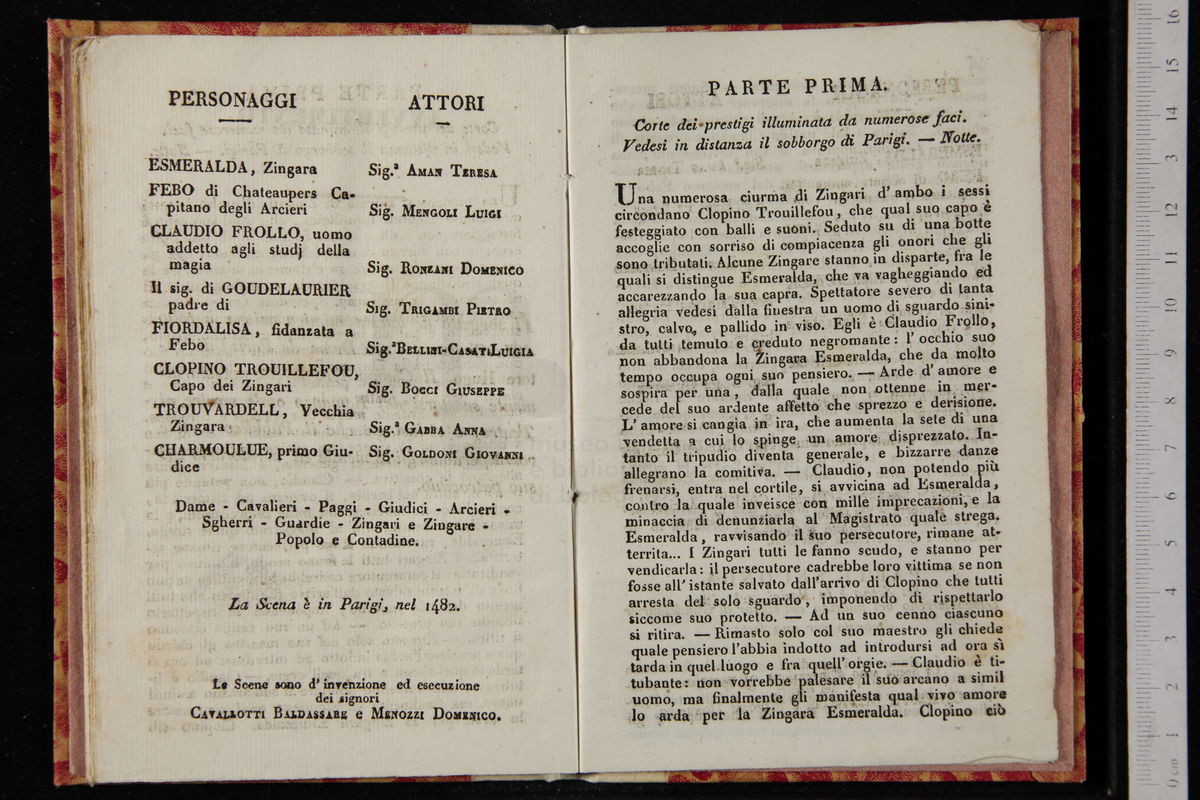 PERSONAGGI
ATTORI
ESMERALDA, Zingara
Sig.ª AMAN TERESA
FEBO di Chateaupers Ca-
pitano degli Arcieri
Sig. MENGOLI LUIGI
CLAUDIO FROLLO, uomo
addetto agli studj della
magia
Sig. RONZANI DOMENICO
Il sig. di GOUDELAURIER
padre di
Sig. TRIGAMBI PIETRO
FIORDALISA, fidanzata a
Febo
Sig.ª BELLINI-CASATI LUIGIA
CLOPINO TROUILLEFOU,
Capo dei Zingari
Sig. BOCCI GIUSEPPE
TROUVARDELL, Vecchia
Zingara
Sig.ª GABBA ANNA
CHARMOULUE, primo Giu-
dice
Sig. GOLDONI GIOVANNI
Dame - Cavalieri - Paggi - Giudici - Arcieri -
Sgherri - Guardie - Zingari e Zingare -
Popolo e Contadine.
La Scena è in Parigi, nel 1482.
Le Scene sono d' invenzione ed esecuzione
dei signori
CAVALLOTTI BALDASSARE e MENOZZI DOMENICO.
PARTE PRIMA.
Corte dei prestigi illuminata da numerose faci.
Vedesi in distanza il sobborgo di Parigi. — Notte.
Una numerosa ciurma di Zingari d' ambo i sessi
circondano Clopino Trouillefou, che qual suo capo è
festeggiato con balli e suoni. Seduto su di una botte
accoglie con sorriso di compiacenza gli onori che gli
sono tributati. Alcune Zingare stanno in disparte, fra le
quali si distingue Esmeralda, che va vagheggiando ed
accarezzando la sua capra. Spettatore severo di tanta
allegria vedesi dalla finestra un uomo di sguardo sini-
stro, calvo, e pallido in viso. Egli è Claudio Frollo,
da tutti temuto e creduto negromante: l' occhio suo
non abbandona la Zingara Esmeralda, che da molto
tempo occupa ogni suo pensiero. — Arde d' amore e
sospira per una, dalla quale non ottenne in mer-
cede del suo ardente affetto che sprezzo e derisione.
L' amore si cangia in ira, che aumenta la sete di una
vendetta a cui lo spinge un amore disprezzato. In-
tanto il tripudio diventa generale, e bizzarre danze
allegrano la comitiva. — Claudio, non potendo più
frenarsi, entra nel cortile, si avvicina ad Esmeralda,
contro la quale inveisce con mille imprecazioni, e la
minaccia di denunziarla al Magistrato quale strega.
Esmeralda, ravvisando il suo persecutore, rimane at-
territa... I Zingari tutti le fanno scudo, e stanno per
vendicarla: il persecutore cadrebbe loro vittima se non
fosse all' istante salvato dall'arrivo di Clopino che tutti
arresta del solo sguardo, imponendo di rispettarlo
siccome suo protetto. — Ad un suo cenno ciascuno
si ritira. — Rimasto solo col suo maestro gli chiede
quale pensiero l'abbia indotto ad introdursi ad ora sì
tarda in quel luogo e fra quell' orgie. — Claudio è ti-
tubante: non vorrebbe palesare il suo arcano a simil
uomo, ma finalmente gli manifesta qual vivo amore
lo arda per la Zingara Esmeralda. Clopino ciò